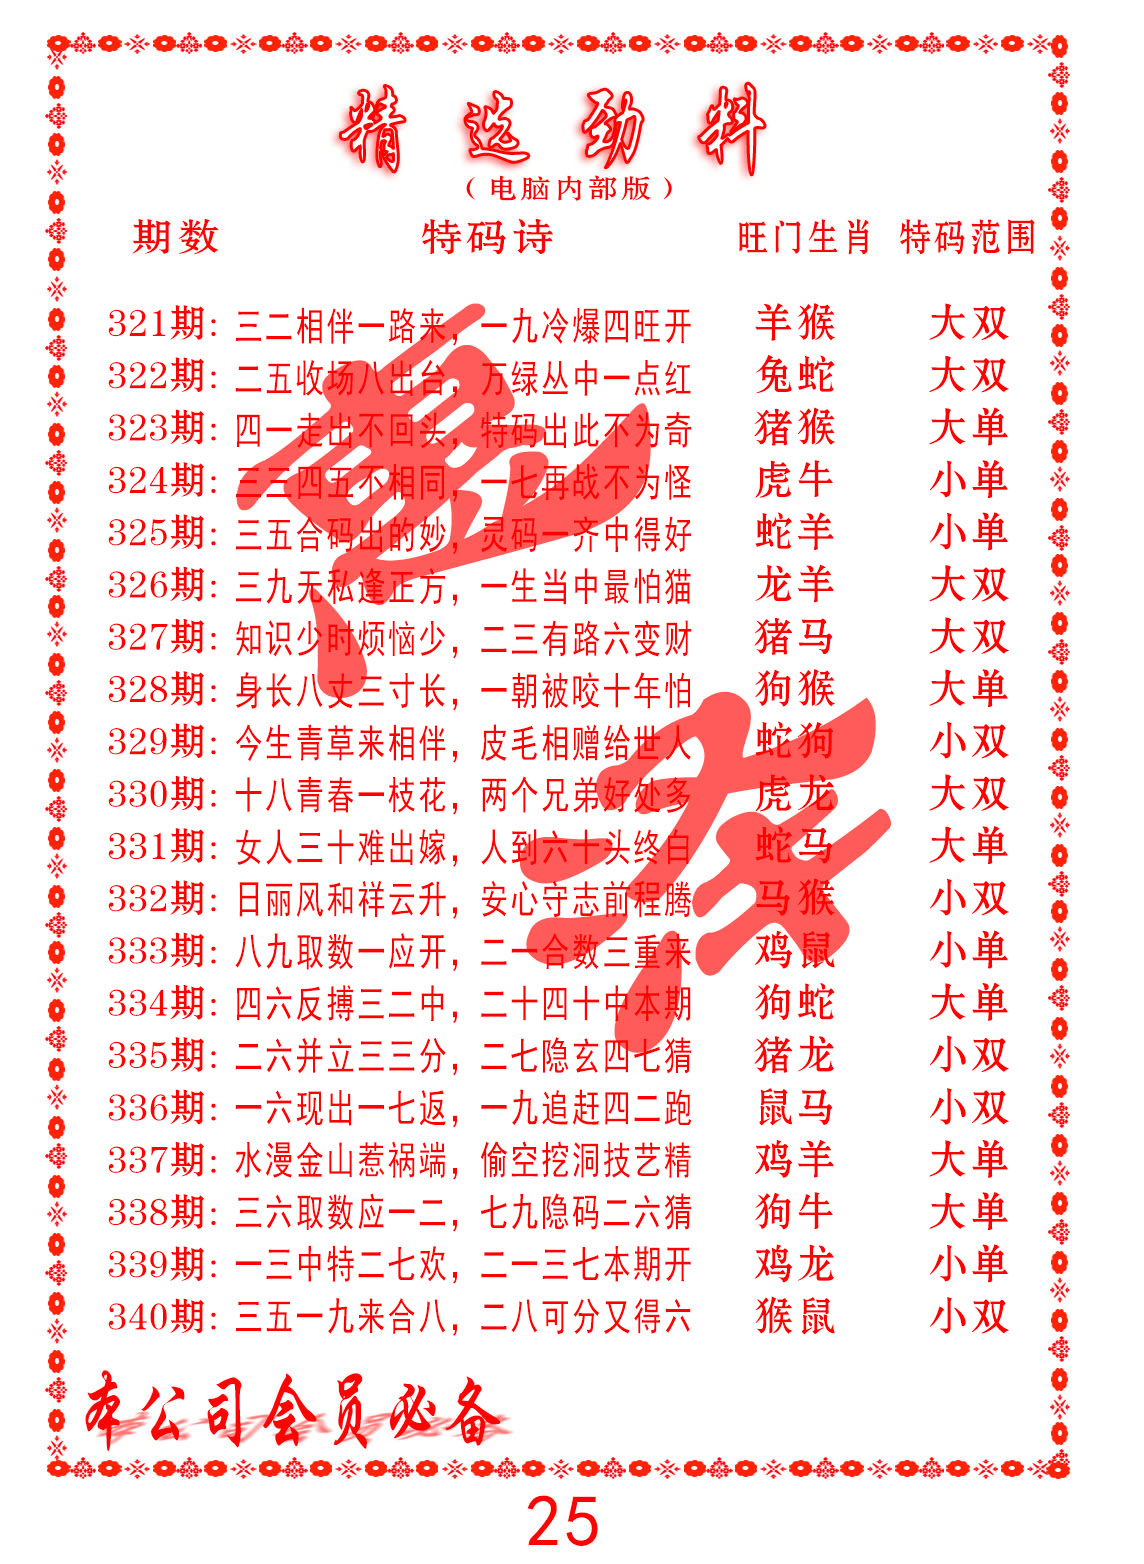 精选劲料
（电脑内部版）
期数 特码诗 旺门生肖 特码范围
321期：三二相伴一路来，一九冷爆四旺开 羊猴 大双
322期：二五收场八出台，万绿丛中一点红 兔蛇 大双
323期：四一走出不回头，特码出此不为奇 猪猴 大单
324期：三三四五不相同，一七再战不为怪 虎牛 小单
325期：三五合码出的妙，灵码一齐中得好 蛇羊 小单
326期：三九天私逢正方，一生当中最怕猫 龙羊 大双
327期：知识少时烦恼少，二三有路六变财 猪马 大双
328期：身长八丈三寸长，一朝被咬十年怕 狗猴 大单
329期：今生青草来相伴，皮毛相赠给世人 蛇狗 小双
330期：十八青春一枝花，两个兄弟好处多 虎龙 大双
331期：女人三十难出嫁，人到六十头终白 蛇马 大单
332期：日丽风和祥云升，安心守志前程腾 马猴 小双
333期：八九取数一应开，二一合数三重来 鸡鼠 小单
334期：四六反搏三二中，二十四十中本期 狗蛇 大单
335期：二六并立三三分，二七隐玄四七猜 猪龙 小双
336期：一六现出一七返，一九追赶四二跑 鼠马 小双
337期：水漫金山惹祸端，偷空挖洞技艺精 鸡羊 大单
338期：三六取数应一二，七九隐码二六猜 狗牛 大单
339期：一三中特二七欢，二一三七本期开 鸡龙 小单
340期：三五一九来合八，二八可分又得六 猴鼠 小双
本公司会员必备
25